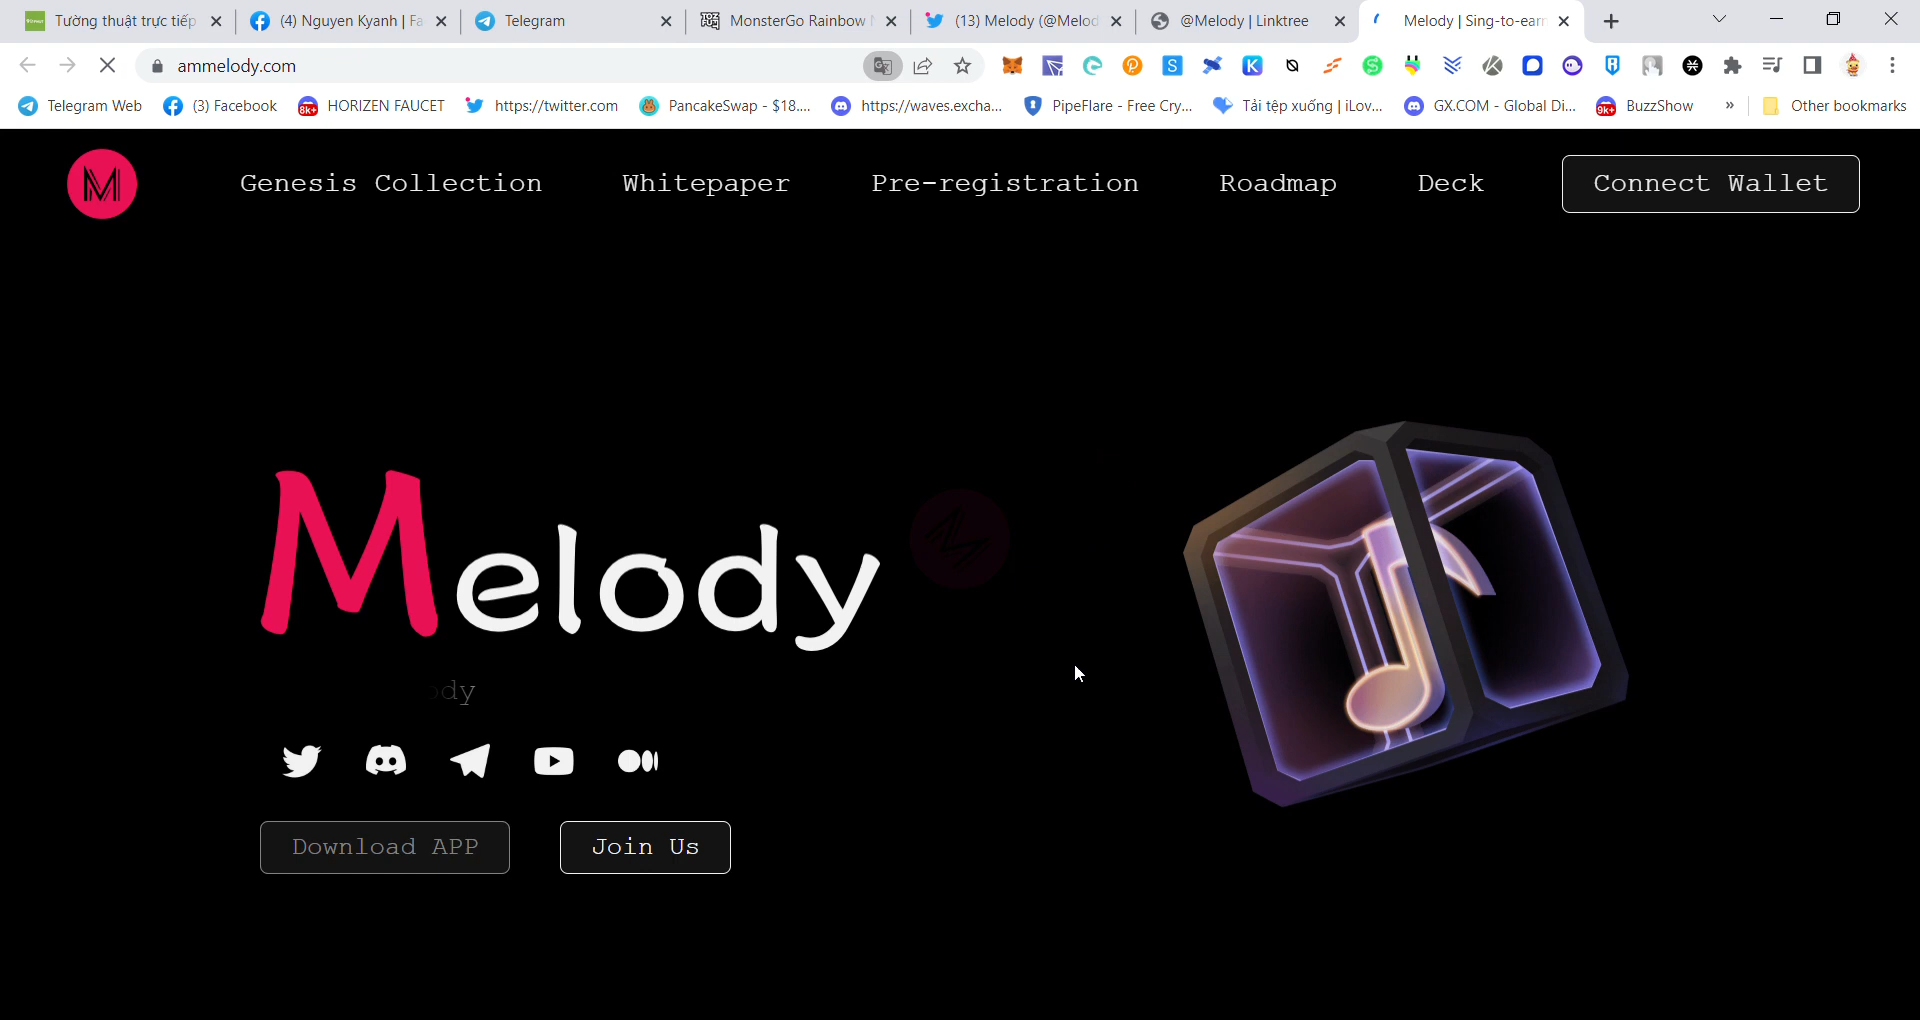 Tường thuật trực tiếp
(4) Nguyen Kyanh | Fa
Telegram
MonsterGo Rainbow
(13) Melody (@Melod
@Melody | Linktree
Melody | Sing-to-earn
ammelody.com
Telegram Web
(3) Facebook
8k+
HORIZEN FAUCET
https://twitter.com
PancakeSwap - $18....
https://waves.excha...
PipeFlare - Free Cry...
Tải tệp xuống | iLov...
GX.COM - Global Di...
9k+
BuzzShow
»
Other bookmarks
M
Genesis Collection
Whitepaper
Pre-registration
Roadmap
Deck
Connect Wallet
Melody
ody
Download APP
Join Us